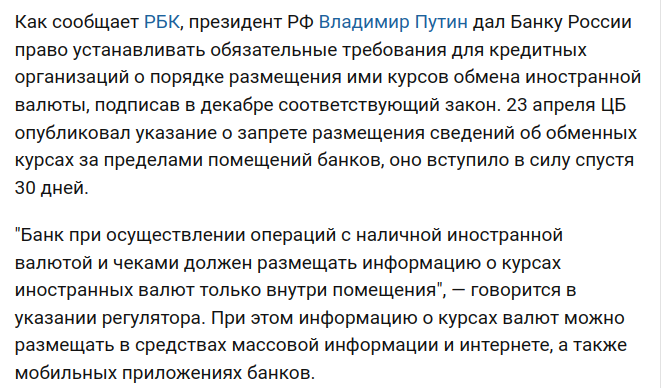 Как сообщает РБК, президент РФ Владимир Путин дал Банку России
право устанавливать обязательные требования для кредитных
организаций о порядке размещения ими курсов обмена иностранной
валюты, подписав в декабре соответствующий закон. 23 апреля ЦБ
опубликовал указание о запрете размещения сведений об обменных
курсах за пределами помещений банков, оно вступило в силу спустя
30 дней.
"Банк при осуществлении операций с наличной иностранной
валютой и чеками должен размещать информацию о курсах
иностранных валют только внутри помещения", — говорится в
указании регулятора. При этом информацию о курсах валют можно
размещать в средствах массовой информации и интернете, а также
мобильных приложениях банков.